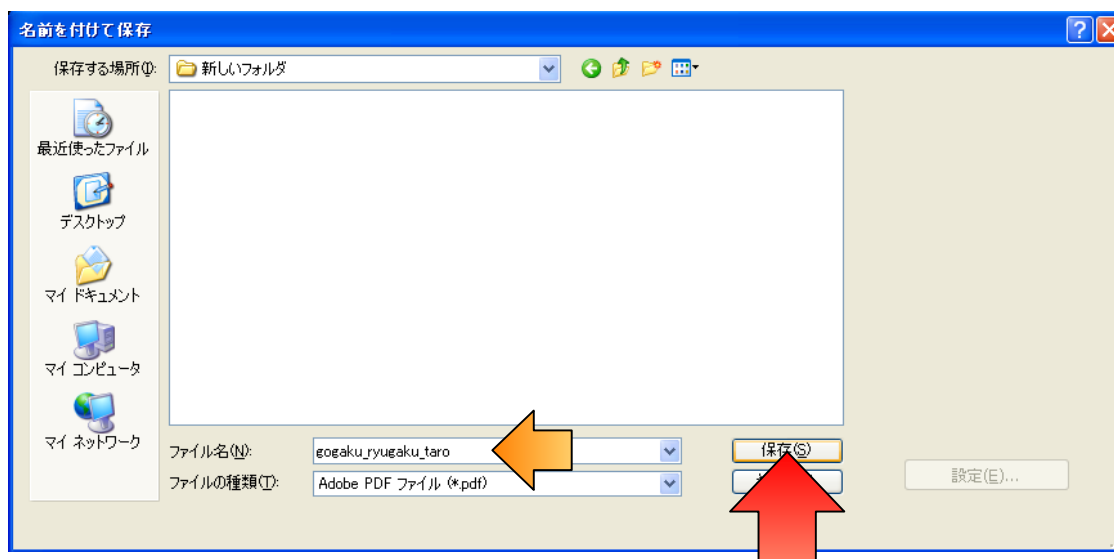 名前を付けて保存
保存する場所(I):
新しいフォルダ
最近使ったファイル
デスクトップ
マイ ドキュメント
マイ コンピュータ
マイ ネットワーク
ファイル名(N):
gogaku_ryugaku_taro
保存(S)
ファイルの種類(T):
Adobe PDF ファイル (*.pdf)
設定(E)...